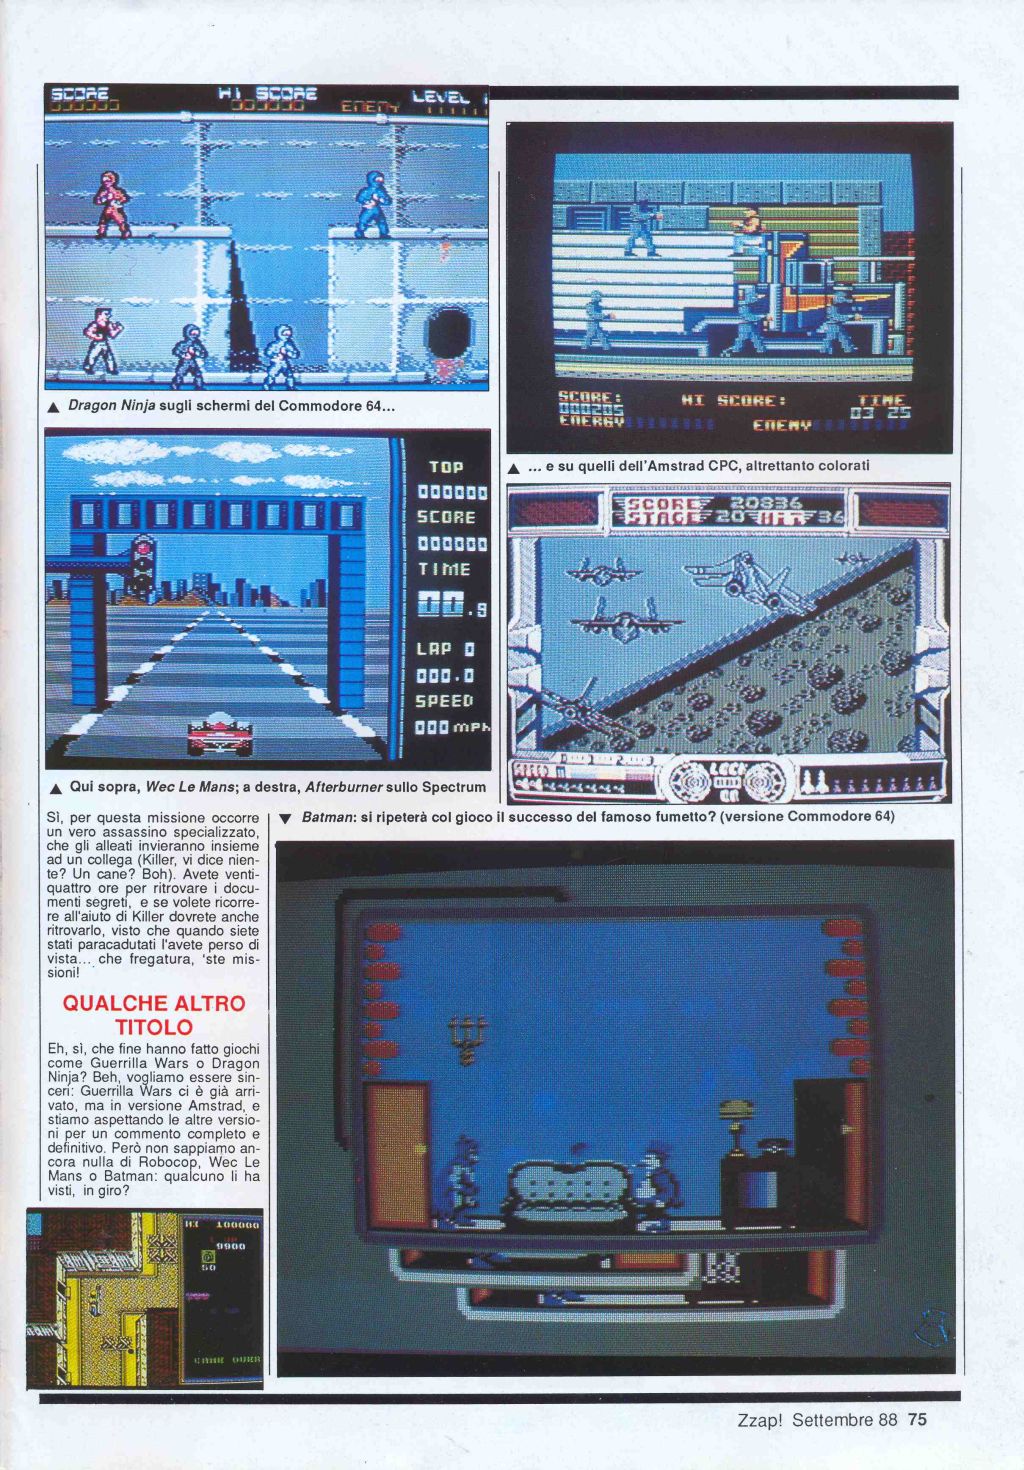 SCORE
HI SCORE
ENEMY
LEVEL 1
▲ Dragon Ninja sugli schermi del Commodore 64...
SCORE:
000205
ENERGY
HI SCORE:
TIME
03 25
ENEMY
▲ ... e su quelli dell'Amstrad CPC, altrettanto colorati
TOP
000000
SCORE
000000
TIME
00.9
LAP 0
000.0
SPEED
000 MPH
SCORE 20836
STAGE 20 36
LOCK
ON
▲ Qui sopra, Wec Le Mans; a destra, Afterburner sullo Spectrum
▼ Batman: si ripeterà col gioco il successo del famoso fumetto? (versione Commodore 64)
Sì, per questa missione occorre
un vero assassino specializzato,
che gli alleati invieranno insieme
ad un collega (Killer, vi dice nien-
te? Un cane? Boh). Avete venti-
quattro ore per ritrovare i docu-
menti segreti, e se volete ricorre-
re all'aiuto di Killer dovrete anche
ritrovarlo, visto che quando siete
stati paracadutati l'avete perso di
vista... che fregatura, 'ste mis-
sioni!
QUALCHE ALTRO
TITOLO
Eh, sì, che fine hanno fatto giochi
come Guerrilla Wars o Dragon
Ninja? Beh, vogliamo essere sin-
ceri: Guerrilla Wars ci è già arri-
vato, ma in versione Amstrad, e
stiamo aspettando le altre versio-
ni per un commento completo e
definitivo. Però non sappiamo an-
cora nulla di Robocop, Wec Le
Mans o Batman: qualcuno li ha
visti, in giro?
HI 100000
9900
50
GAME OVER
Zzap! Settembre 88 75